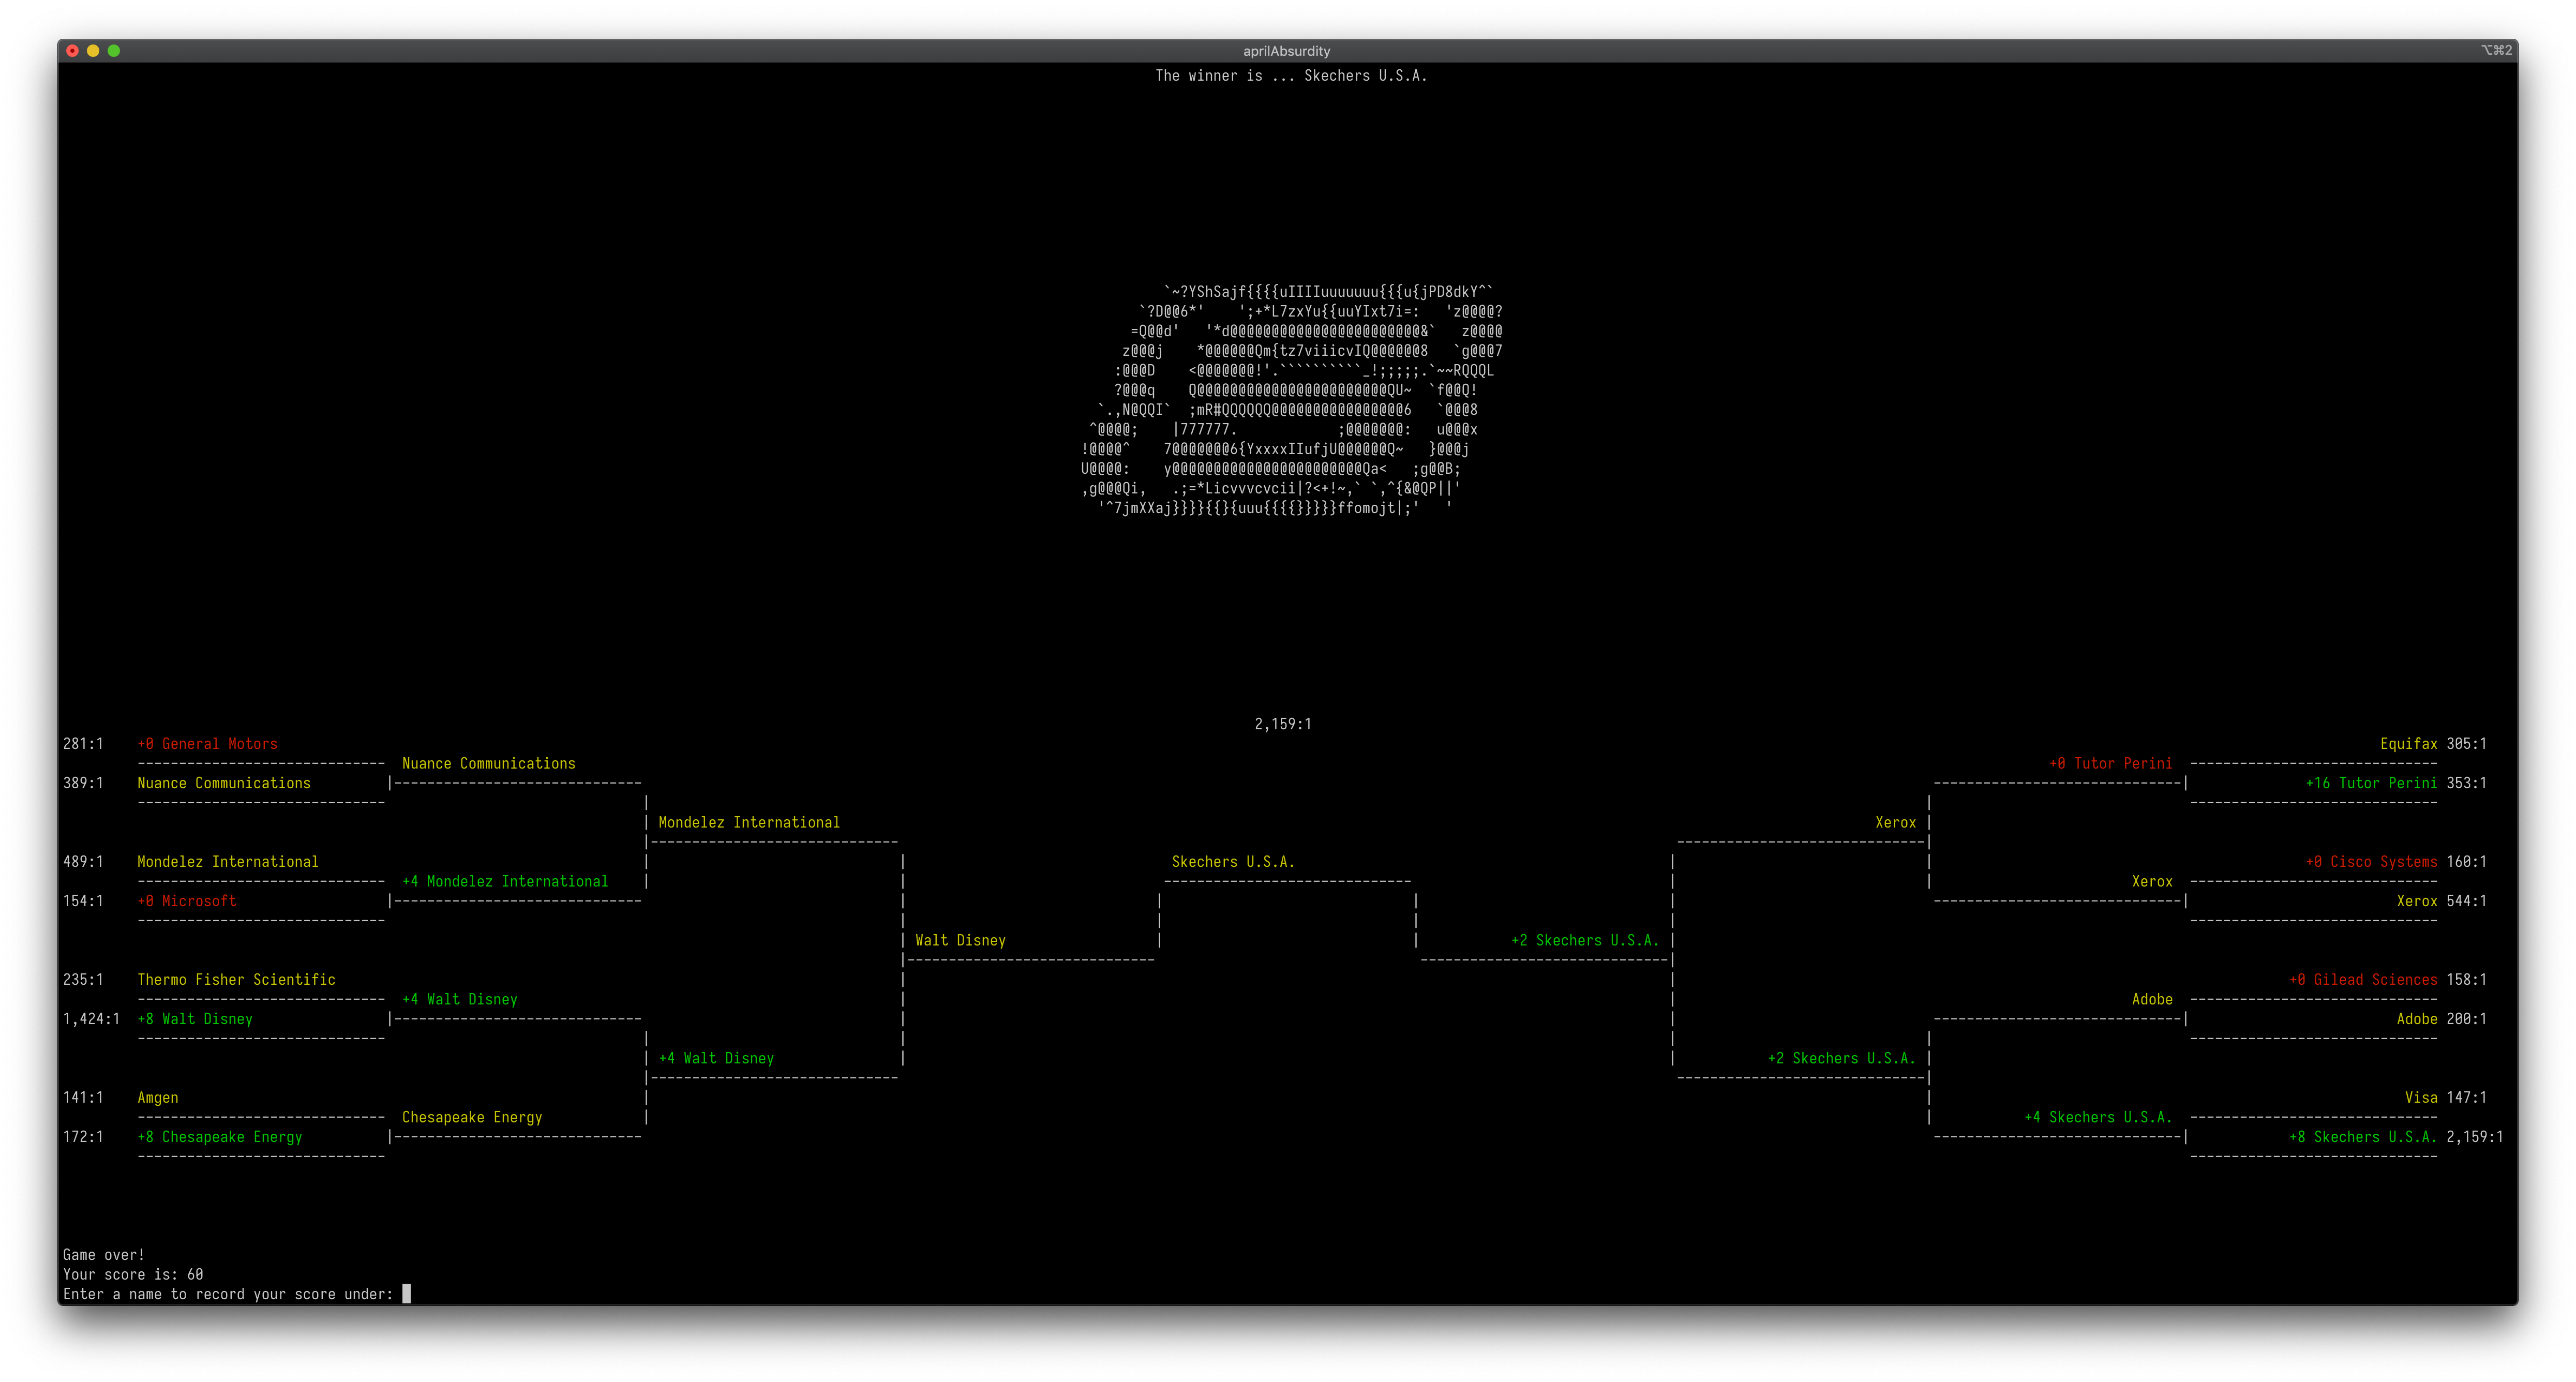 aprilAbsurdity ⌥⌘2
The winner is ... Skechers U.S.A.
`~?YShSajf{{{{uIIIIuuuuuuu{{{u{jPD8dkY^`
`?D@@6*'    ';+*L7zxYu{{uuYIxt7i=:   'z@@@@?
=Q@@d'   '*d@@@@@@@@@@@@@@@@@@@@@@@&`   z@@@@
z@@@j    *@@@@@@Qm{tz7viiicvIQ@@@@@@8   `g@@@7
:@@@D    <@@@@@@@!'.``````````_!;;;;;.`~~RQQQL
?@@@q    Q@@@@@@@@@@@@@@@@@@@@@@@QU~  `f@@Q!
`.,N@QQI`  ;mR#QQQQQQ@@@@@@@@@@@@@@@@6   `@@@8
^@@@@;    |777777.            ;@@@@@@@:   u@@@x
!@@@@^    7@@@@@@@6{YxxxxIIufjU@@@@@@Q~   }@@@j
U@@@@:    y@@@@@@@@@@@@@@@@@@@@@@@Qa<   ;g@@B;
,g@@@Qi,   .;=*Licvvvcvcii|?<+!~,` `,^{&@QP||'
'^7jmXXaj}}}}{{}{uuu{{{{}}}}}ffomojt|;'   '
2,159:1
281:1 +0 General Motors Equifax 305:1
Nuance Communications +0 Tutor Perini
389:1 Nuance Communications +16 Tutor Perini 353:1
Mondelez International Xerox
489:1 Mondelez International Skechers U.S.A. +0 Cisco Systems 160:1
+4 Mondelez International Xerox
154:1 +0 Microsoft Xerox 544:1
Walt Disney +2 Skechers U.S.A.
235:1 Thermo Fisher Scientific +0 Gilead Sciences 158:1
+4 Walt Disney Adobe
1,424:1 +8 Walt Disney Adobe 200:1
+4 Walt Disney +2 Skechers U.S.A.
141:1 Amgen Visa 147:1
Chesapeake Energy +4 Skechers U.S.A.
172:1 +8 Chesapeake Energy +8 Skechers U.S.A. 2,159:1
Game over!
Your score is: 60
Enter a name to record your score under: